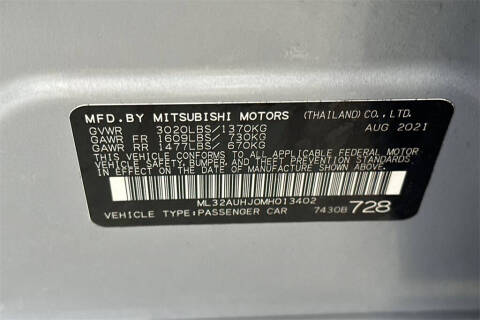 MFD.BY MITSUBISHI MOTORS (THAILAND) CO.,LTD.
GVWR 3020LBS/1370KG AUG 2021
GAWR FR 1609LBS/ 730KG
GAWR RR 1477LBS/ 670KG
THIS VEHICLE CONFORMS TO ALL APPLICABLE FEDERAL MOTOR
VEHICLE SAFETY, BUMPER, AND THEFT PREVENTION STANDARDS
IN EFFECT ON THE DATE OF MANUFACTURE SHOWN ABOVE.
ML32AUHJ0MH013402
VEHICLE TYPE:PASSENGER CAR 7430B 728